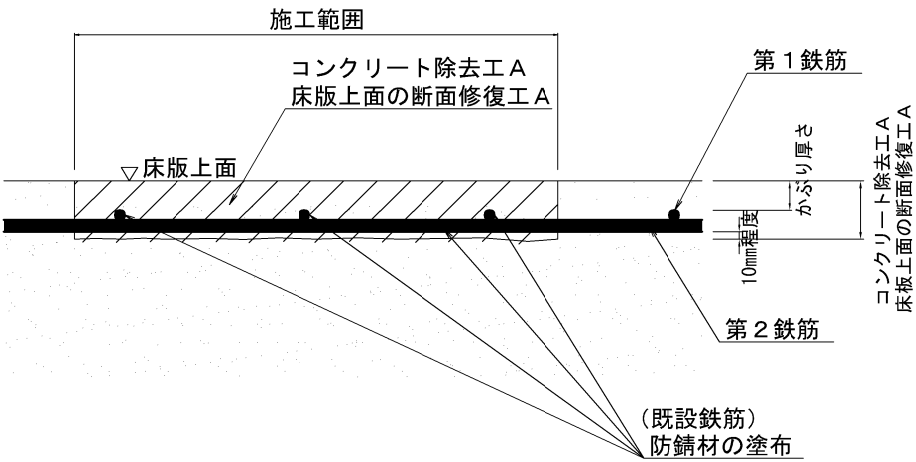 施工範囲
コンクリート除去工Ａ
床版上面の断面修復工Ａ
第１鉄筋
床版上面
かぶり厚さ
10mm程度
コンクリート除去工Ａ
床板上面の断面修復工Ａ
第２鉄筋
（既設鉄筋）
防錆材の塗布